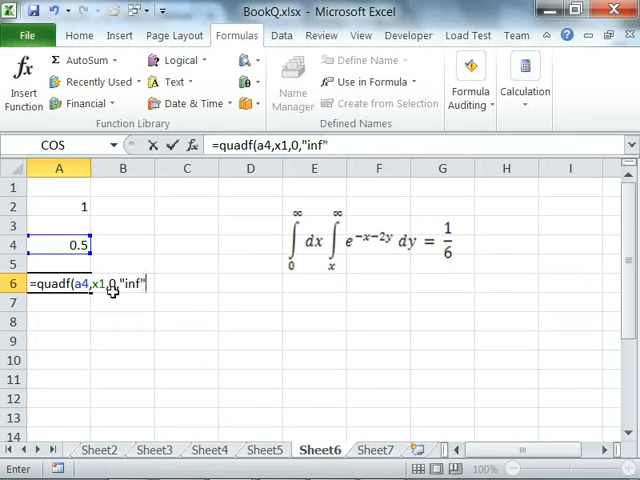 BookQ.xlsx - Microsoft Excel
File Home Insert Page Layout Formulas Data Review View Developer Load Test Team
fx
Insert
Function
Σ AutoSum
Recently Used
Financial
Logical
Text
Date & Time
Function Library
Name
Manager
Define Name
Use in Formula
Create from Selection
Defined Names
Formula
Auditing
Calculation
COS fx =quadf(a4,x1,0,"inf"
A B C D E F G H I
1
2 1
3
4 0.5
5
6 =quadf(a4,x1,0,"inf"
7
8
9
10
11
12
13
14
∞ ∞
∫ dx ∫ e^{−x−2y} dy = 1/6
0 x
Sheet2 Sheet3 Sheet4 Sheet5 Sheet6 Sheet7
Enter 100%